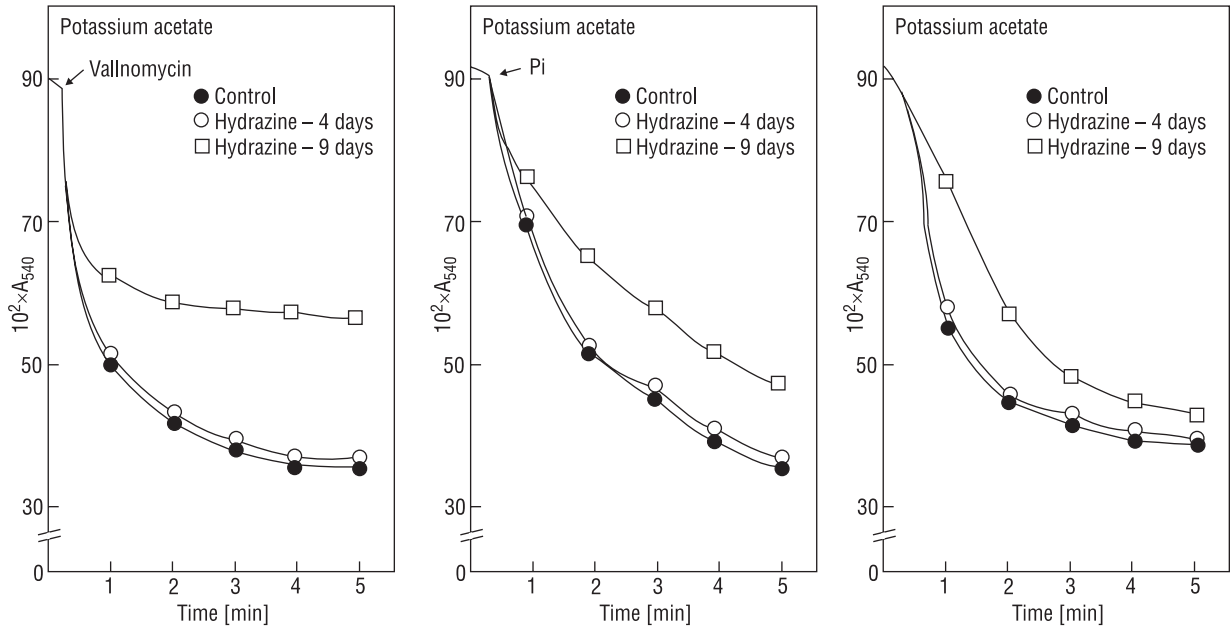 Potassium acetate
Vallnomycin
Control
Hydrazine – 4 days
Hydrazine – 9 days
90
70
50
30
0
10²×A₅₄₀
1 2 3 4 5
Time [min]
Potassium acetate
Pi
Control
Hydrazine – 4 days
Hydrazine – 9 days
90
70
50
30
0
10²×A₅₄₀
1 2 3 4 5
Time [min]
Potassium acetate
Control
Hydrazine – 4 days
Hydrazine – 9 days
90
70
50
30
0
10²×A₅₄₀
1 2 3 4 5
Time [min]